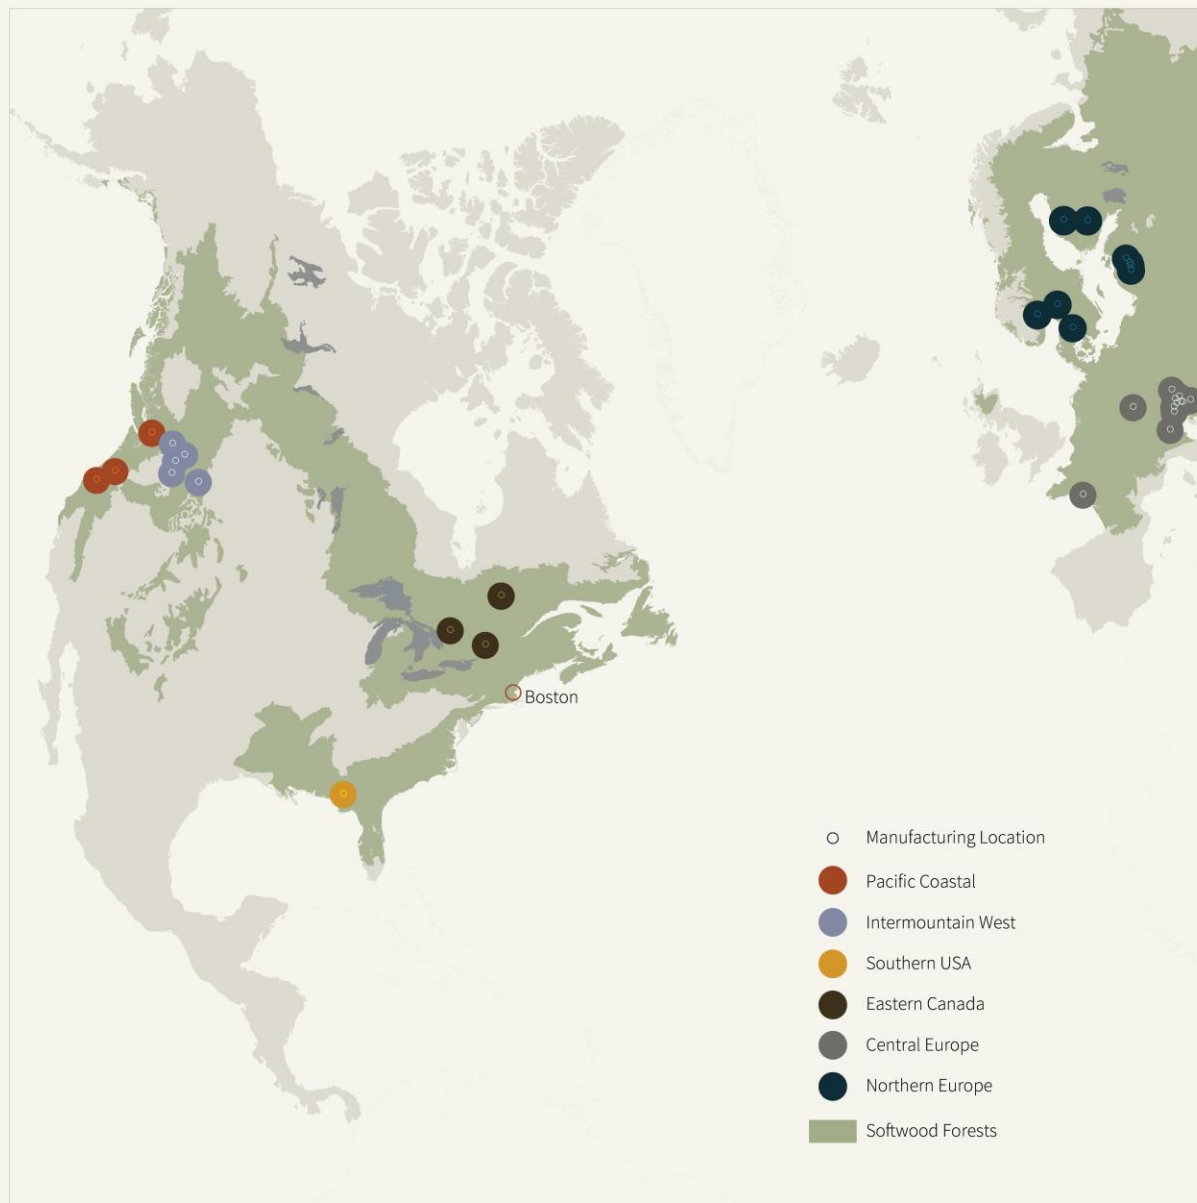 Boston
Manufacturing Location
Pacific Coastal
Intermountain West
Southern USA
Eastern Canada
Central Europe
Northern Europe
Softwood Forests